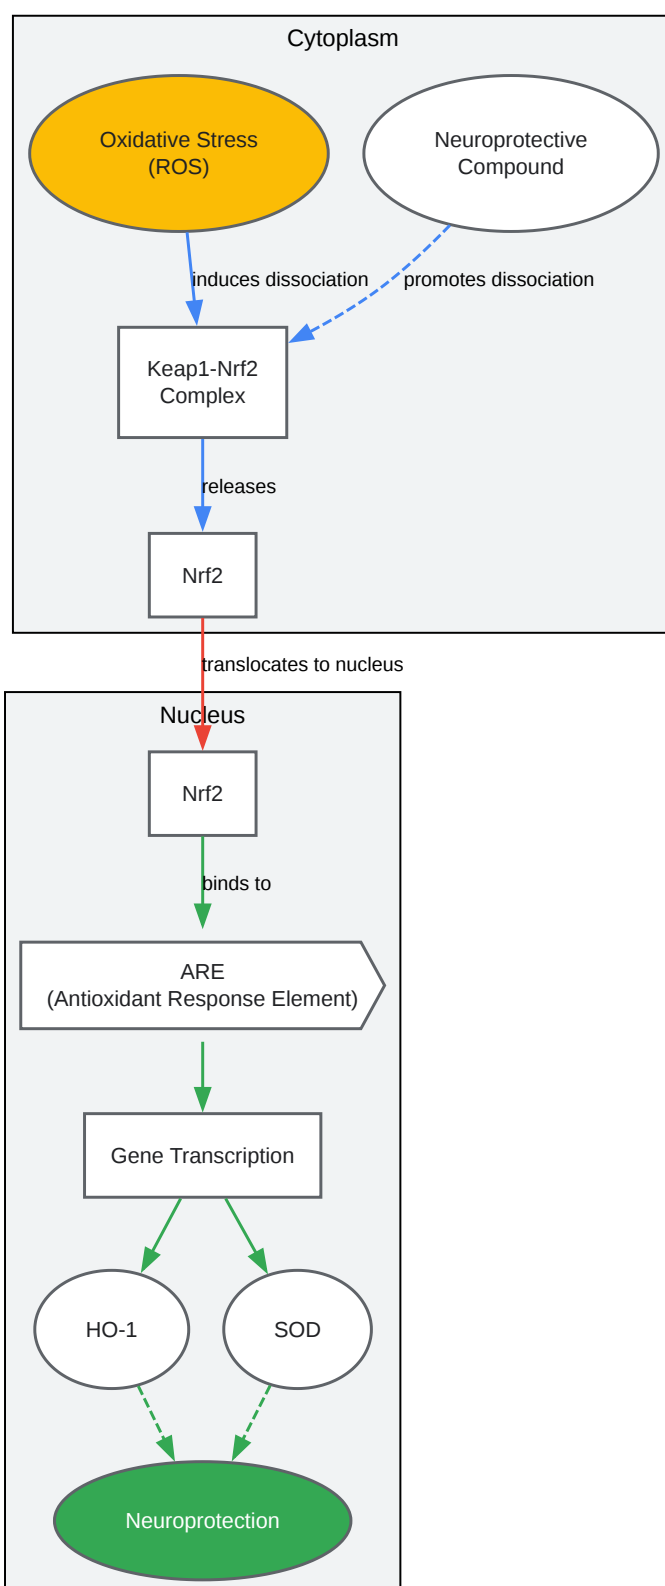 Cytoplasm
Oxidative Stress
(ROS)
Neuroprotective
Compound
induces dissociation
promotes dissociation
Keap1-Nrf2
Complex
releases
Nrf2
translocates to nucleus
Nucleus
Nrf2
binds to
ARE
(Antioxidant Response Element)
Gene Transcription
HO-1
SOD
Neuroprotection